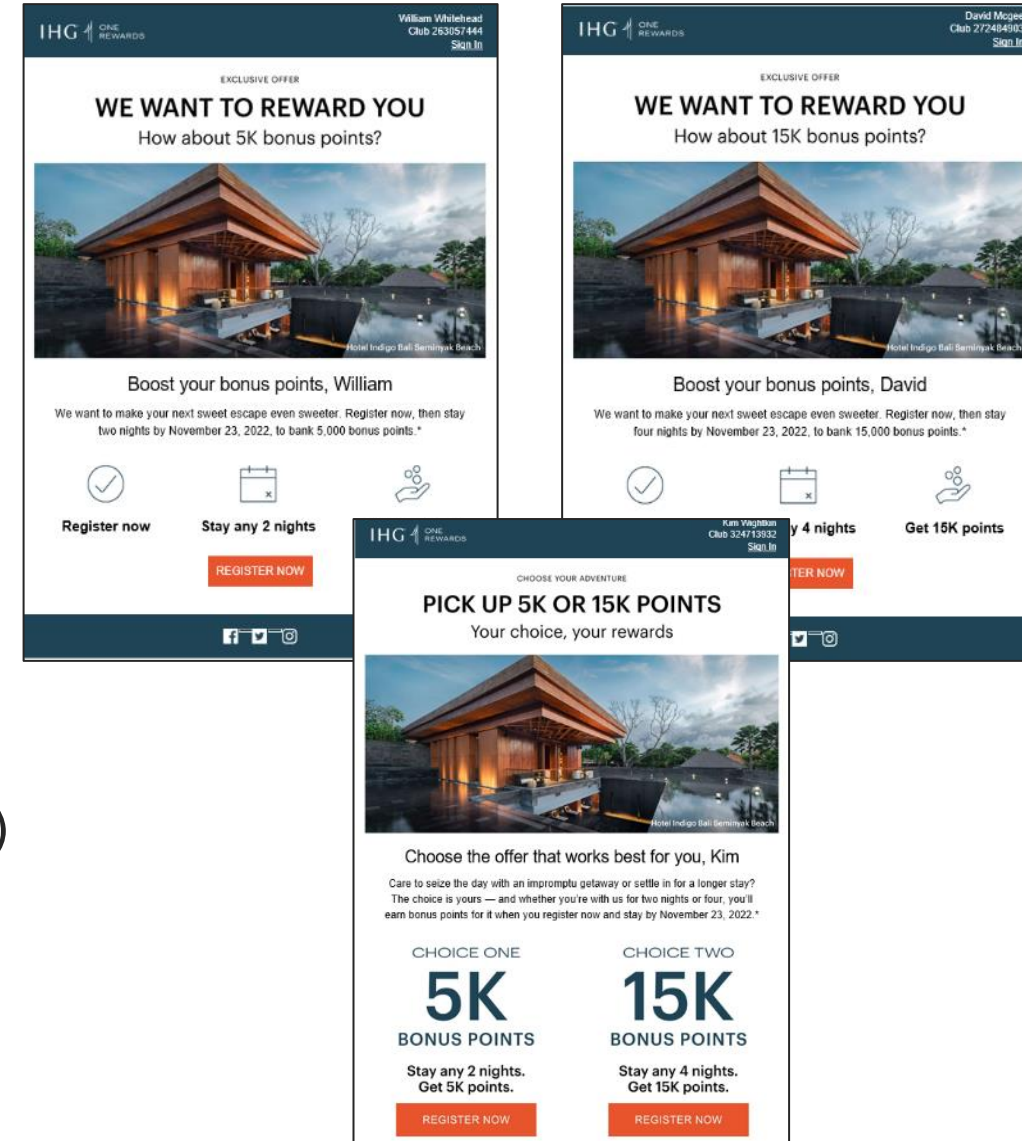 IHG ONE
REWARDS
William Whitehead
Club 263057444
Sign In
EXCLUSIVE OFFER
WE WANT TO REWARD YOU
How about 5K bonus points?
Hotel Indigo Bali Seminyak Beach
Boost your bonus points, William
We want to make your next sweet escape even sweeter. Register now, then stay
two nights by November 23, 2022, to bank 5,000 bonus points.*
Register now
Stay any 2 nights
REGISTER NOW
IHG ONE
REWARDS
David Mcgee
Club 272484903
Sign In
EXCLUSIVE OFFER
WE WANT TO REWARD YOU
How about 15K bonus points?
Hotel Indigo Bali Seminyak Beach
Boost your bonus points, David
We want to make your next sweet escape even sweeter. Register now, then stay
four nights by November 23, 2022, to bank 15,000 bonus points.*
y 4 nights
Get 15K points
TER NOW
IHG ONE
REWARDS
Kim Wightkin
Club 324713932
Sign In
CHOOSE YOUR ADVENTURE
PICK UP 5K OR 15K POINTS
Your choice, your rewards
Hotel Indigo Bali Seminyak Beach
Choose the offer that works best for you, Kim
Care to seize the day with an impromptu getaway or settle in for a longer stay?
The choice is yours — and whether you're with us for two nights or four, you'll
earn bonus points for it when you register now and stay by November 23, 2022.*
CHOICE ONE
5K
BONUS POINTS
Stay any 2 nights.
Get 5K points.
REGISTER NOW
CHOICE TWO
15K
BONUS POINTS
Stay any 4 nights.
Get 15K points.
REGISTER NOW
)